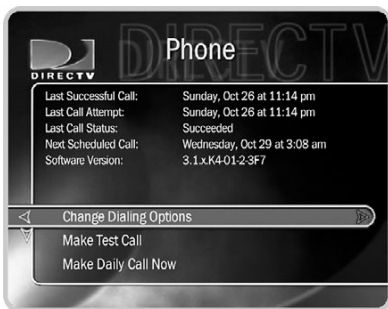 DIRECTV
Phone
DIRECTV
Last Successful Call: Sunday, Oct 26 at 11:14 pm
Last Call Attempt: Sunday, Oct 26 at 11:14 pm
Last Call Status: Succeeded
Next Scheduled Call: Wednesday, Oct 29 at 3:08 am
Software Version: 3.1.x.K4-01-2-3F7
Change Dialing Options
Make Test Call
Make Daily Call Now